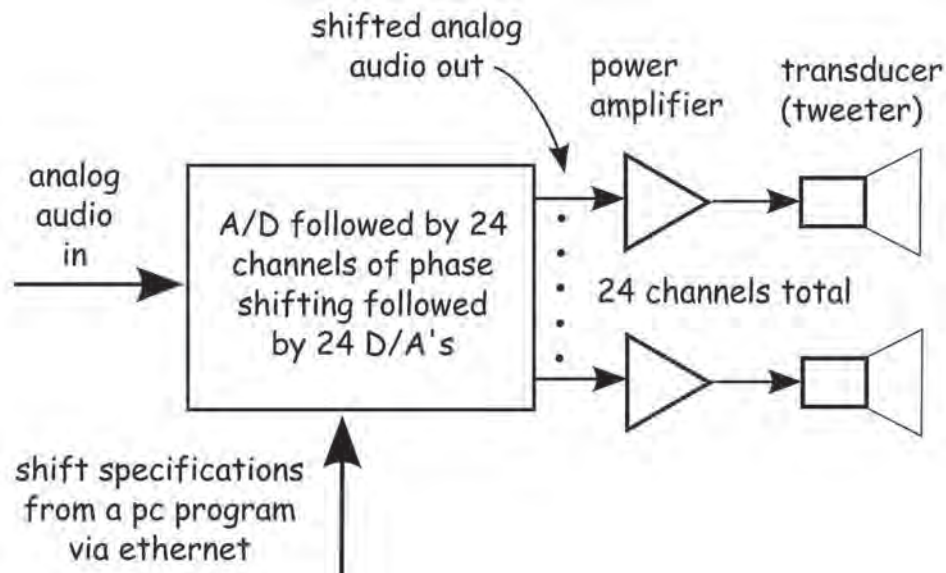 shifted analog
audio out
power
amplifier
transducer
(tweeter)
analog
audio
in
A/D followed by 24
channels of phase
shifting followed
by 24 D/A's
24 channels total
shift specifications
from a pc program
via ethernet